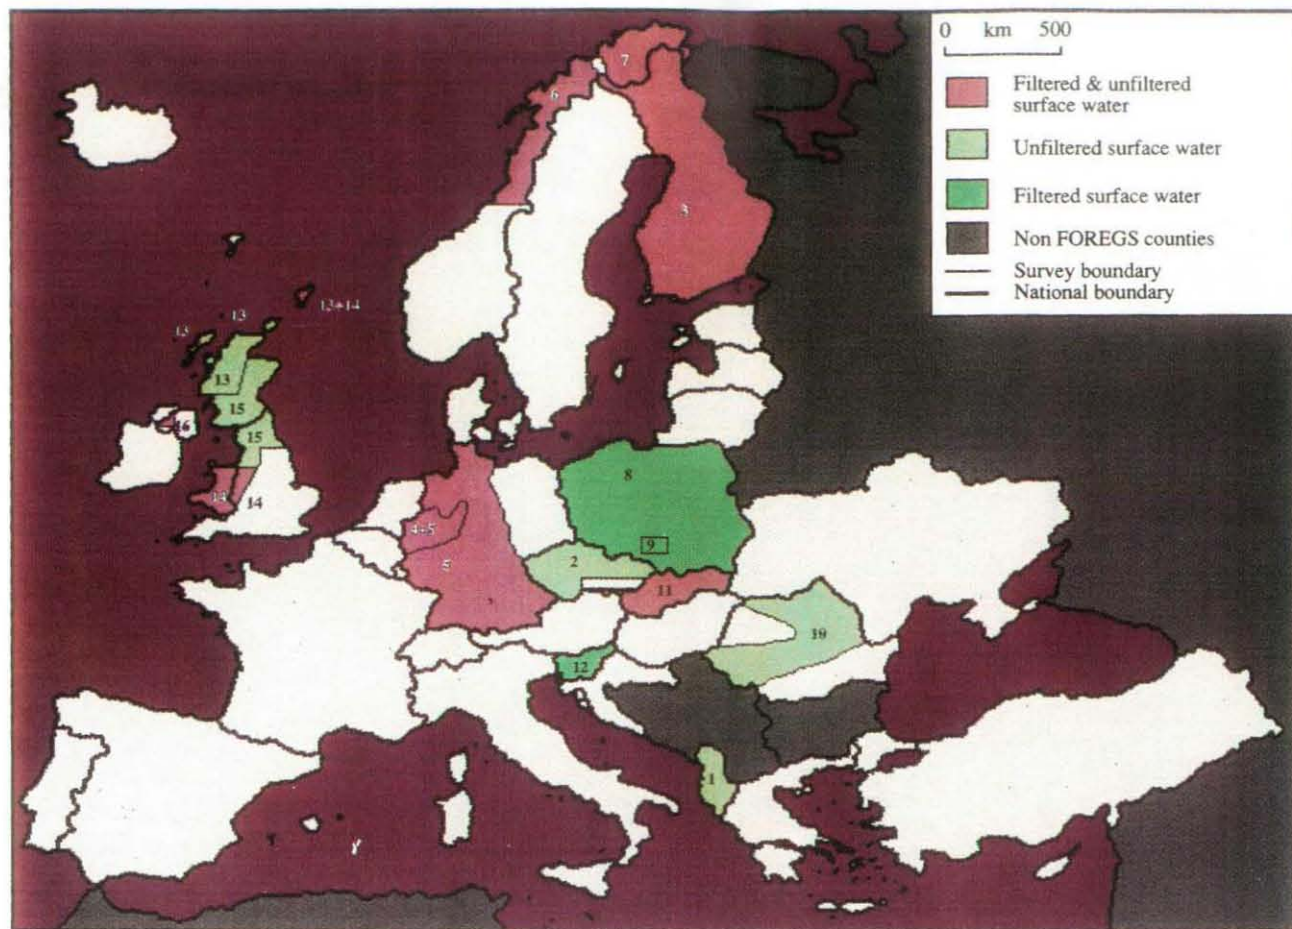 0 km 500
Filtered & unfiltered
surface water
Unfiltered surface water
Filtered surface water
Non FOREGS counties
Survey boundary
National boundary
7
6
3
13+14
13
13
13
15
16
15
14
14
8
4+5
9
2
5
11
10
12
1